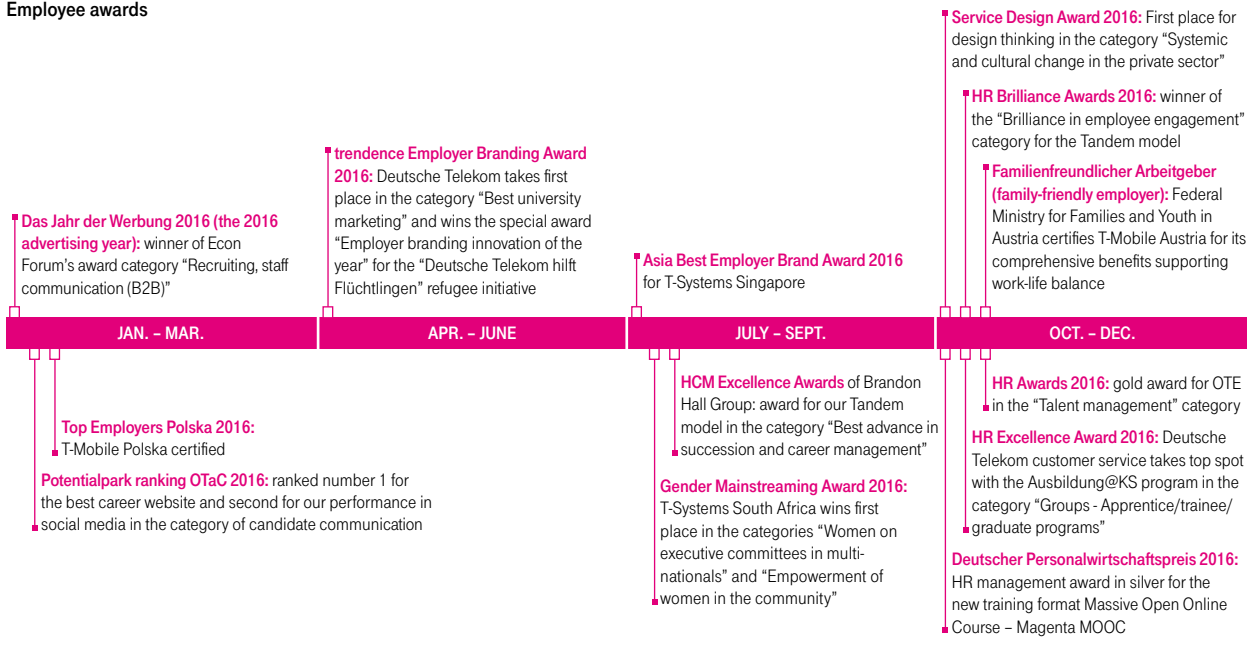 Employee awards
Das Jahr der Werbung 2016 (the 2016
advertising year): winner of Econ
Forum’s award category “Recruiting, staff
communication (B2B)”
trendence Employer Branding Award
2016: Deutsche Telekom takes first
place in the category “Best university
marketing” and wins the special award
“Employer branding innovation of the
year” for the “Deutsche Telekom hilft
Flüchtlingen” refugee initiative
Asia Best Employer Brand Award 2016
for T-Systems Singapore
Service Design Award 2016: First place for
design thinking in the category “Systemic
and cultural change in the private sector”
HR Brilliance Awards 2016: winner of
the “Brilliance in employee engagement”
category for the Tandem model
Familienfreundlicher Arbeitgeber
(family-friendly employer): Federal
Ministry for Families and Youth in
Austria certifies T-Mobile Austria for its
comprehensive benefits supporting
work-life balance
JAN. – MAR.
APR. – JUNE
JULY – SEPT.
OCT. – DEC.
Top Employers Polska 2016:
T-Mobile Polska certified
Potentialpark ranking OTaC 2016: ranked number 1 for
the best career website and second for our performance in
social media in the category of candidate communication
HCM Excellence Awards of Brandon
Hall Group: award for our Tandem
model in the category “Best advance in
succession and career management”
Gender Mainstreaming Award 2016:
T-Systems South Africa wins first
place in the categories “Women on
executive committees in multi-
nationals” and “Empowerment of
women in the community”
HR Awards 2016: gold award for OTE
in the “Talent management” category
HR Excellence Award 2016: Deutsche
Telekom customer service takes top spot
with the Ausbildung@KS program in the
category “Groups - Apprentice/trainee/
graduate programs”
Deutscher Personalwirtschaftspreis 2016:
HR management award in silver for the
new training format Massive Open Online
Course – Magenta MOOC